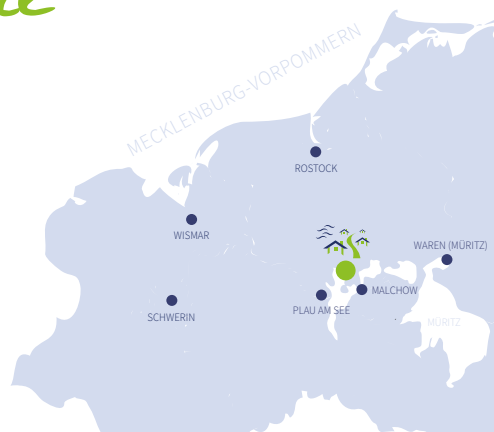 MECKLENBURG-VORPOMMERN
ROSTOCK
WISMAR
WAREN (MÜRITZ)
MALCHOW
SCHWERIN
PLAU AM SEE
MÜRITZ